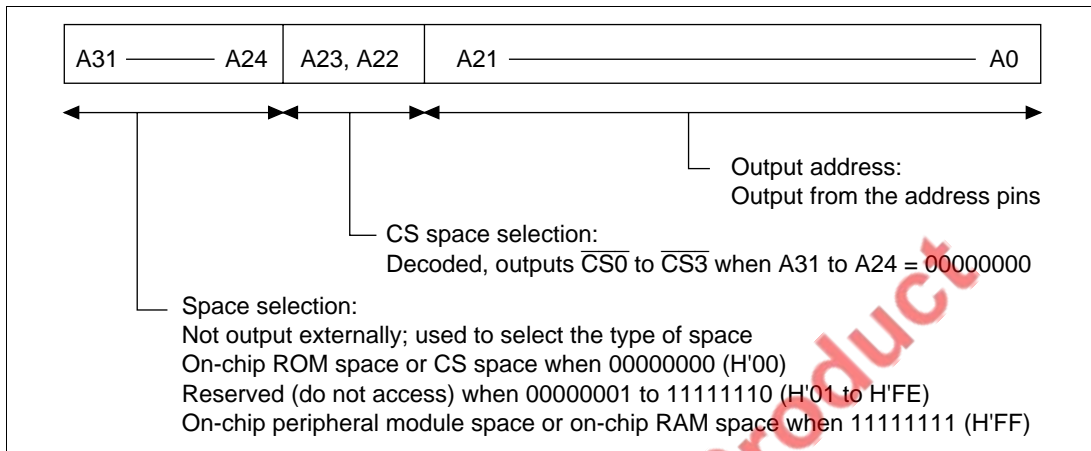 A31 ——— A24 A23, A22 A21 ——— A0
Output address:
Output from the address pins
CS space selection:
Decoded, outputs C̅S̅0̅ to C̅S̅3̅ when A31 to A24 = 00000000
Space selection:
Not output externally; used to select the type of space
On-chip ROM space or CS space when 00000000 (H'00)
Reserved (do not access) when 00000001 to 11111110 (H'01 to H'FE)
On-chip peripheral module space or on-chip RAM space when 11111111 (H'FF)
roduct